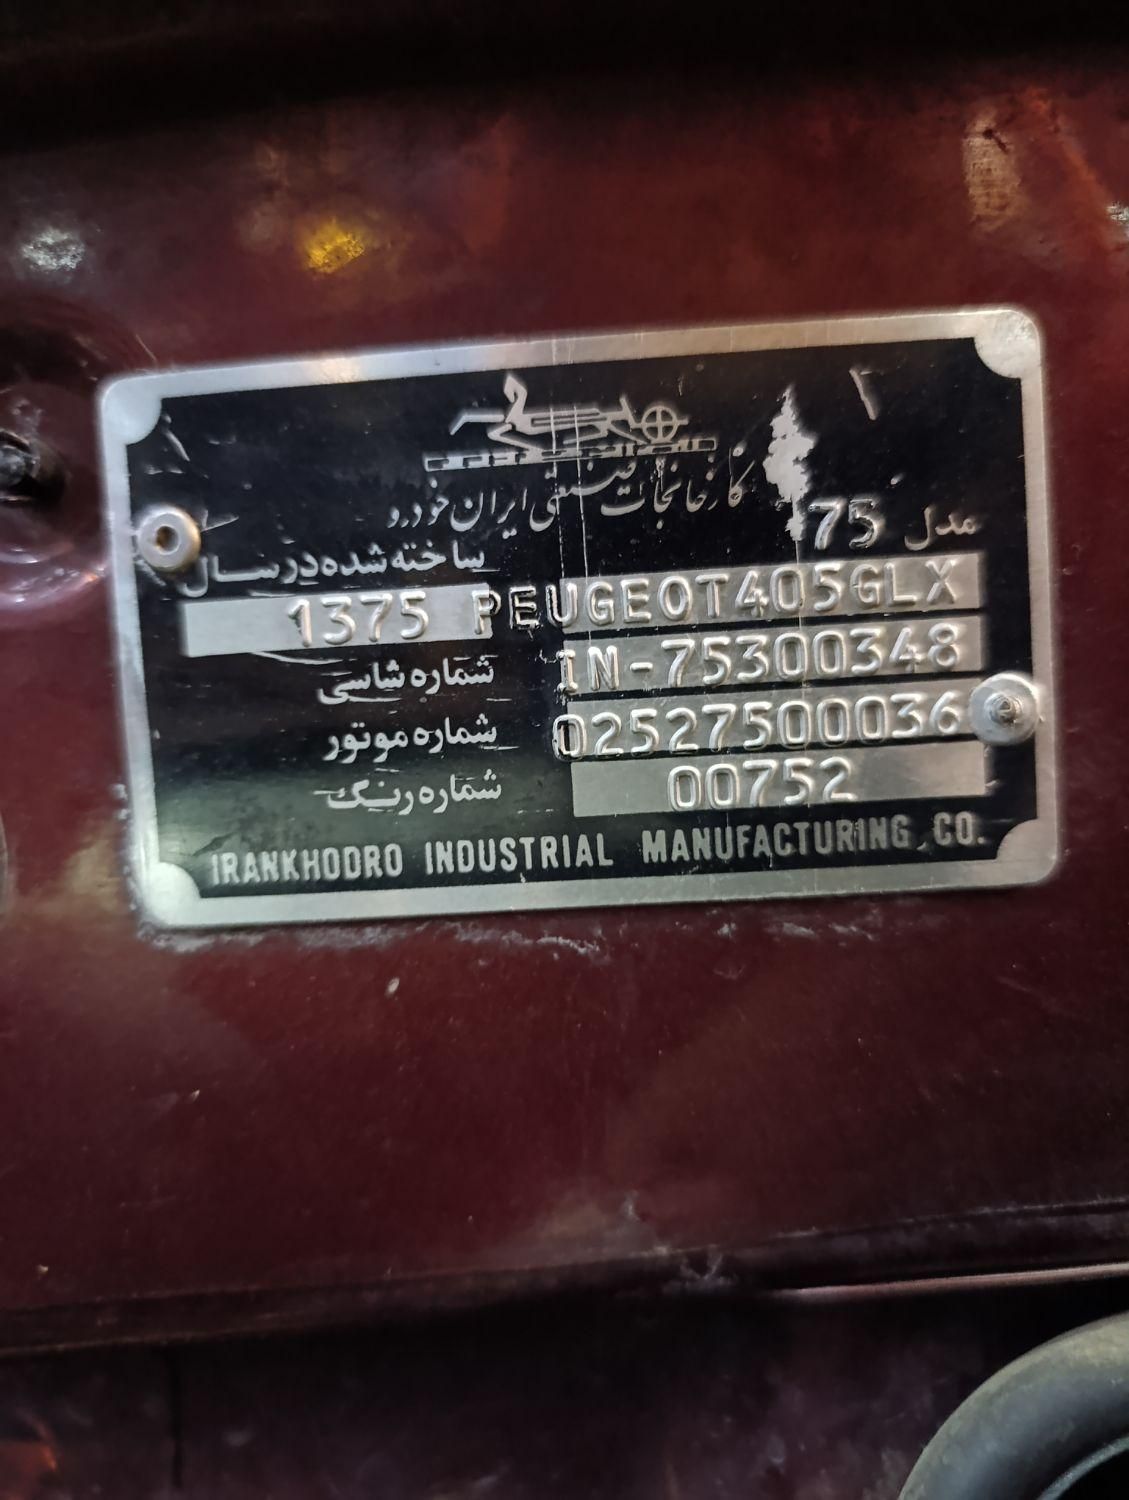 کارخانجات صنعتی ایران خودرو
مدل 75
ساخته شده در سال
1375 PEUGEOT405GLX
شماره شاسی IN-75300348
شماره موتور 02527500036
شماره رنگ 00752
IRANKHODRO INDUSTRIAL MANUFACTURING, CO.